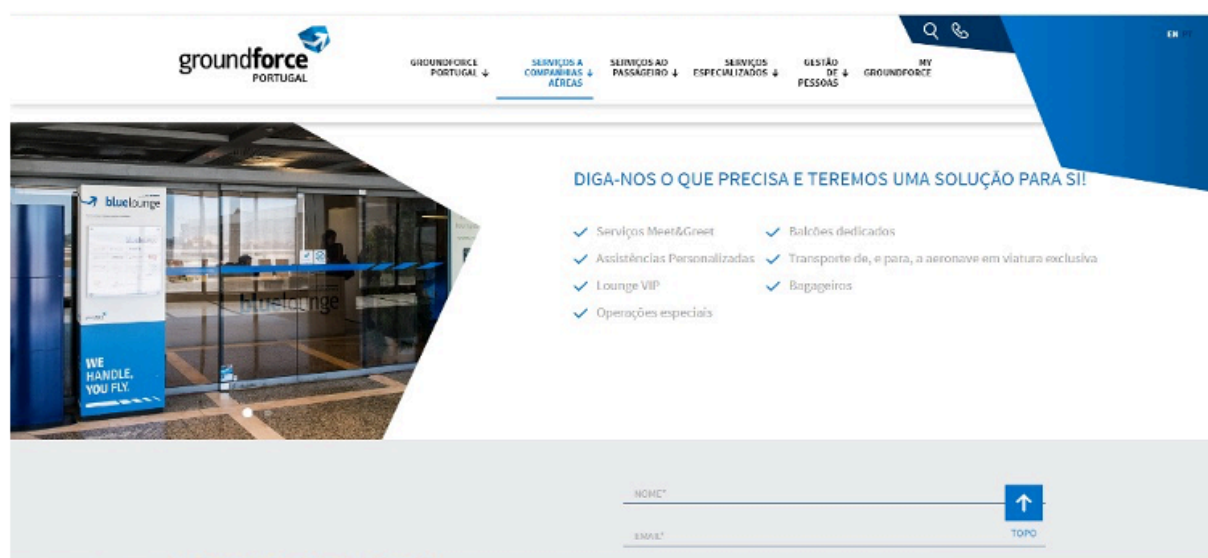 groundforce
PORTUGAL
GROUNDFORCE
PORTUGAL ↓
SERVIÇOS A
COMPANHIAS ↓
AÉREAS
SERVIÇOS AO
PASSAGEIRO ↓
SERVIÇOS
ESPECIALIZADOS ↓
GESTÃO
DE ↓
PESSOAS
MY
GROUNDFORCE
EN PT
bluelounge
bluelounge
WE
HANDLE,
YOU FLY.
DIGA-NOS O QUE PRECISA E TEREMOS UMA SOLUÇÃO PARA SI!
Serviços Meet&Greet
Assistências Personalizadas
Lounge VIP
Operações especiais
Balcões dedicados
Transporte de, e para, a aeronave em viatura exclusiva
Bagageiros
NOME*
EMAIL*
TOPO